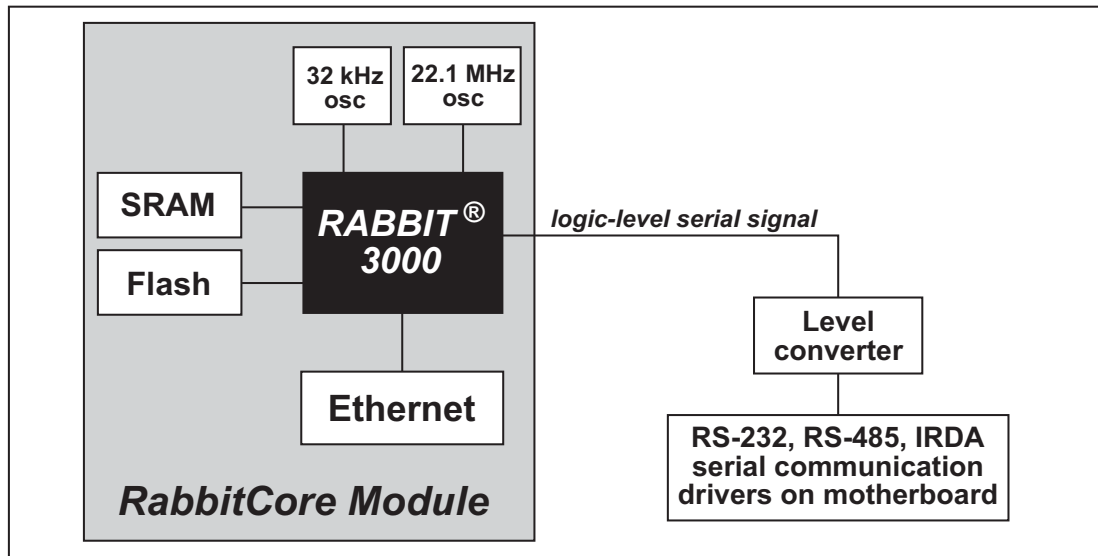 32 kHz
osc
22.1 MHz
osc
SRAM
Flash
RABBIT ®
3000
Ethernet
RabbitCore Module
logic-level serial signal
Level
converter
RS-232, RS-485, IRDA
serial communication
drivers on motherboard